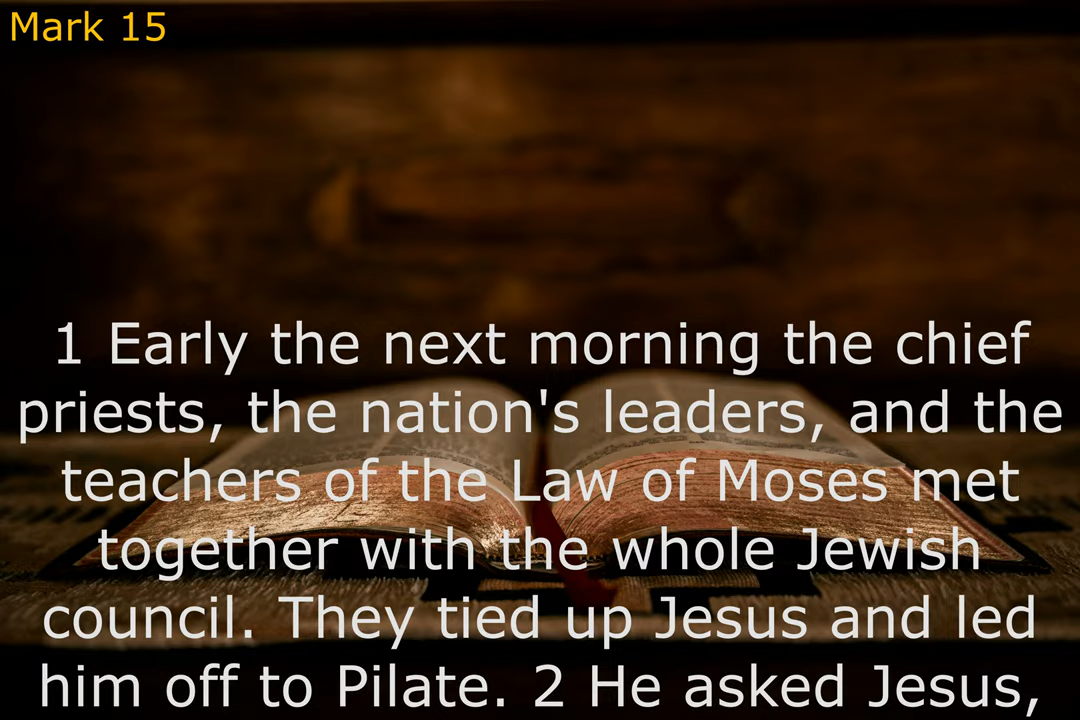 Mark 15
1 Early the next morning the chief
priests, the nation's leaders, and the
teachers of the Law of Moses met
together with the whole Jewish
council. They tied up Jesus and led
him off to Pilate. 2 He asked Jesus,